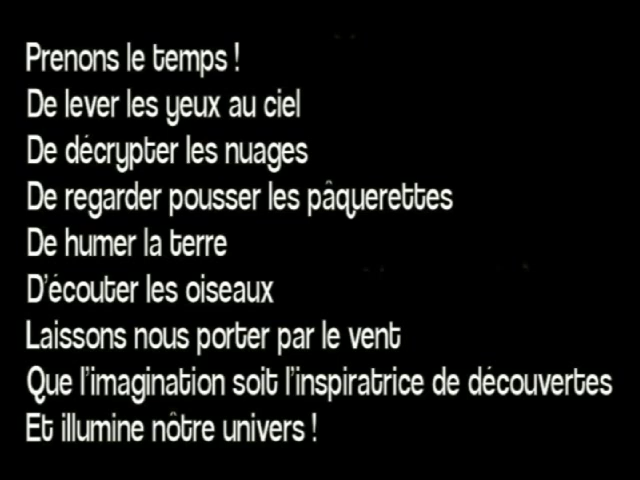 Prenons le temps !
De lever les yeux au ciel
De décrypter les nuages
De regarder pousser les pâquerettes
De humer la terre
D'écouter les oiseaux
Laissons nous porter par le vent
Que l'imagination soit l'inspiratrice de découvertes
Et illumine nôtre univers !